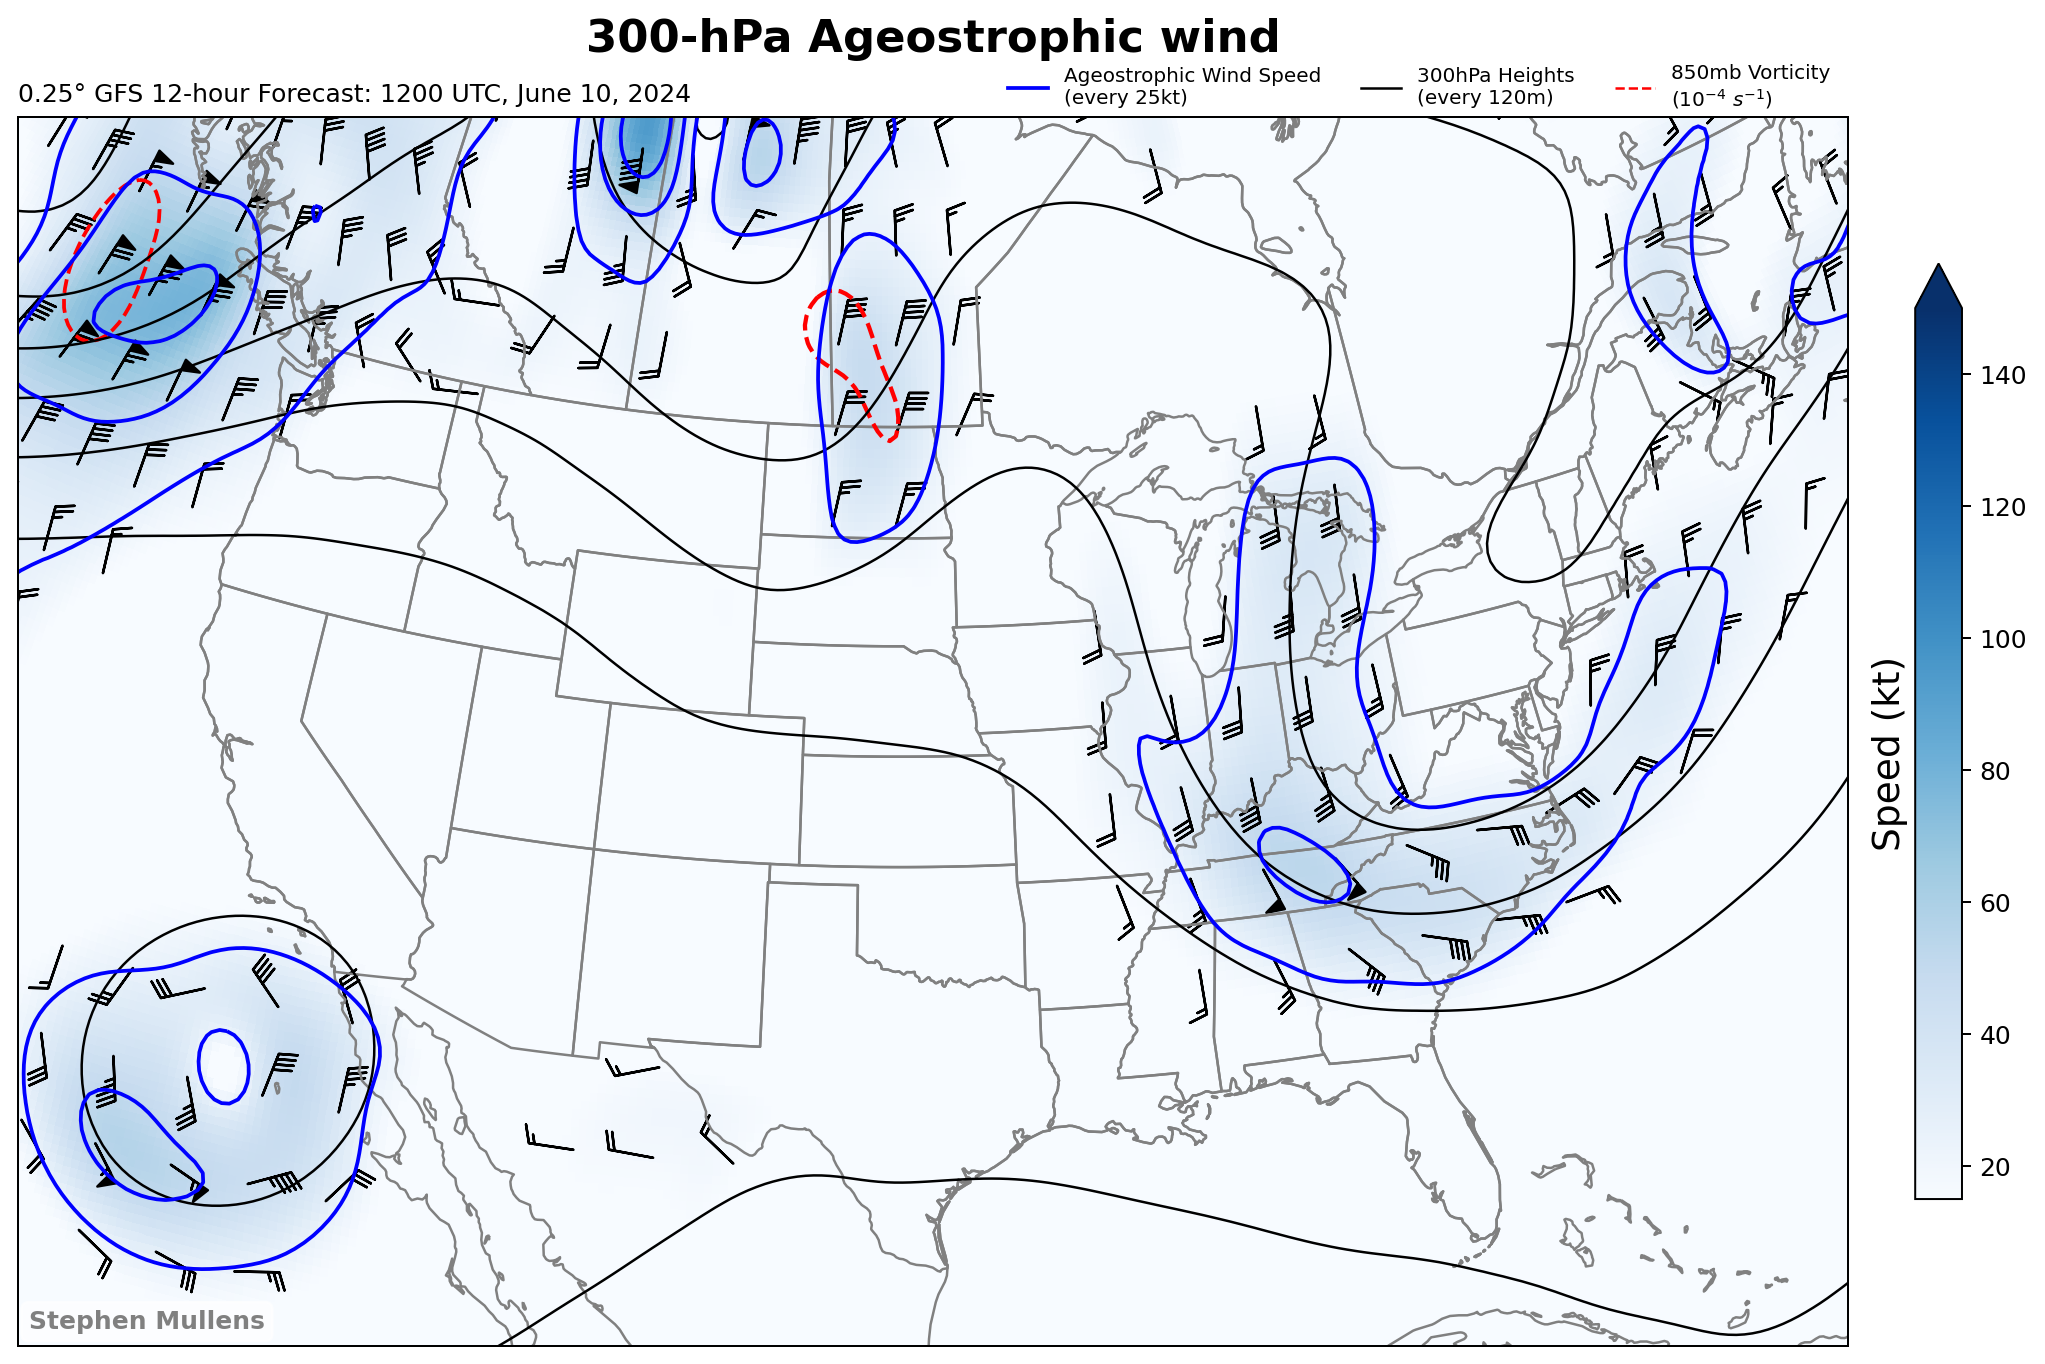 300-hPa Ageostrophic wind
0.25° GFS 12-hour Forecast: 1200 UTC, June 10, 2024
Ageostrophic Wind Speed
(every 25kt)
300hPa Heights
(every 120m)
850mb Vorticity
(10⁻⁴ s⁻¹)
140
120
100
80
60
40
20
Speed (kt)
Stephen Mullens